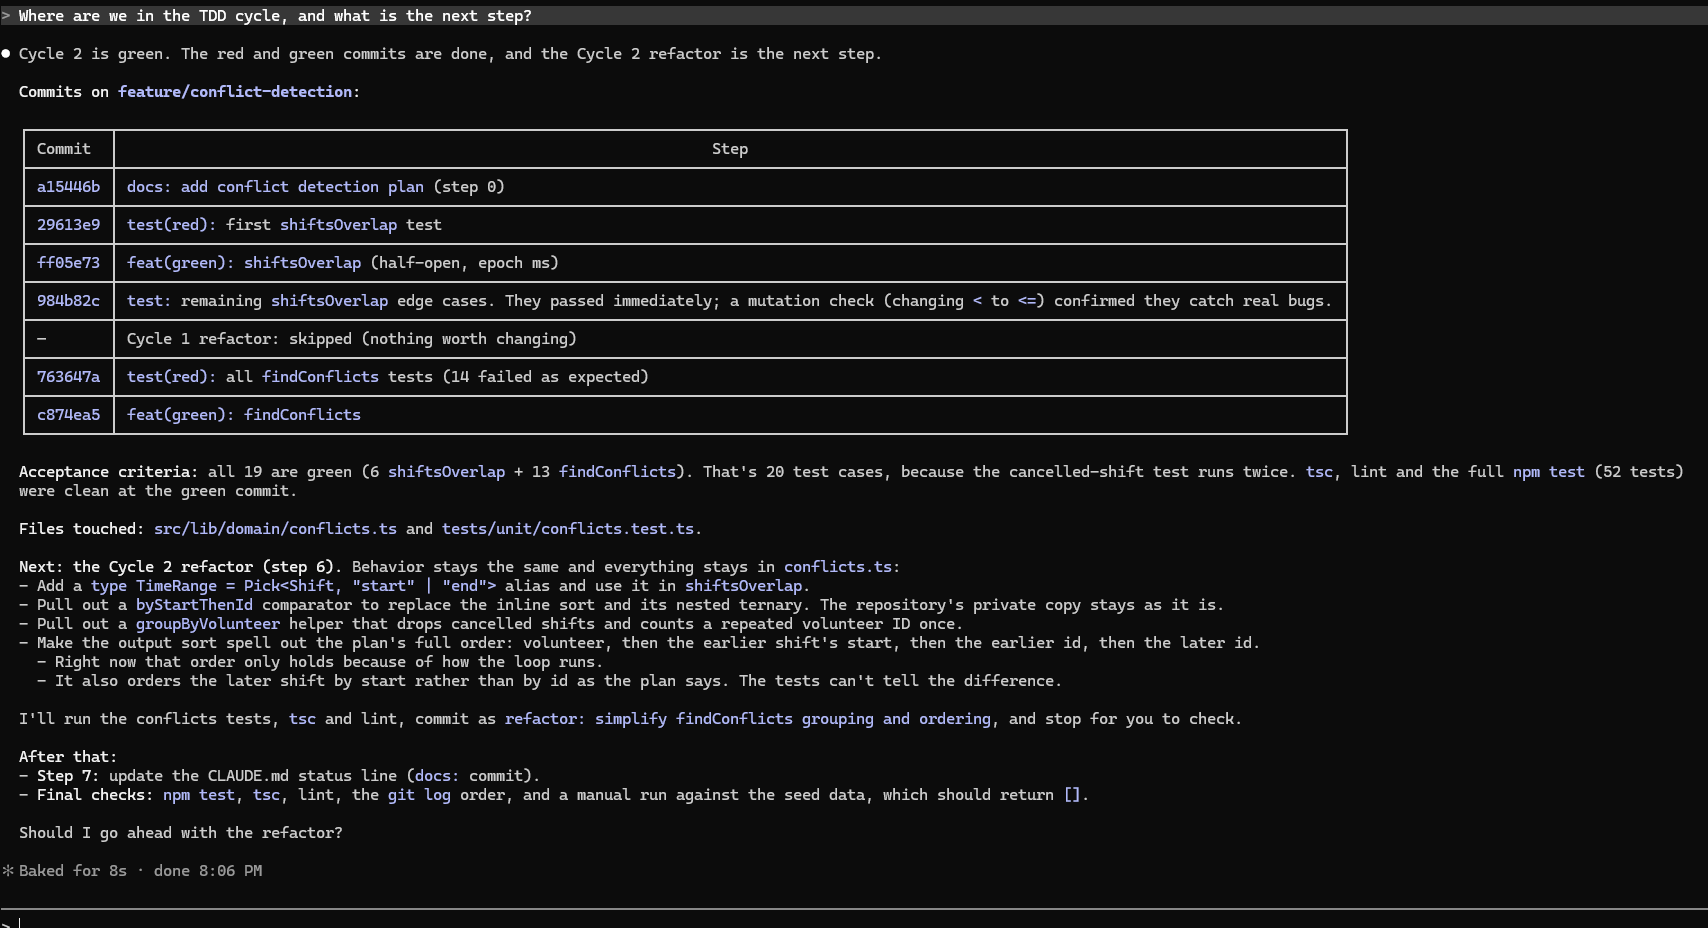 > Where are we in the TDD cycle, and what is the next step?
● Cycle 2 is green. The red and green commits are done, and the Cycle 2 refactor is the next step.
Commits on feature/conflict-detection:
Commit Step
a15446b docs: add conflict detection plan (step 0)
29613e9 test(red): first shiftsOverlap test
ff05e73 feat(green): shiftsOverlap (half-open, epoch ms)
984b82c test: remaining shiftsOverlap edge cases. They passed immediately; a mutation check (changing < to <=) confirmed they catch real bugs.
— Cycle 1 refactor: skipped (nothing worth changing)
763647a test(red): all findConflicts tests (14 failed as expected)
c874ea5 feat(green): findConflicts
Acceptance criteria: all 19 are green (6 shiftsOverlap + 13 findConflicts). That's 20 test cases, because the cancelled-shift test runs twice. tsc, lint and the full npm test (52 tests)
were clean at the green commit.
Files touched: src/lib/domain/conflicts.ts and tests/unit/conflicts.test.ts.
Next: the Cycle 2 refactor (step 6). Behavior stays the same and everything stays in conflicts.ts:
- Add a type TimeRange = Pick<Shift, "start" | "end"> alias and use it in shiftsOverlap.
- Pull out a byStartThenId comparator to replace the inline sort and its nested ternary. The repository's private copy stays as it is.
- Pull out a groupByVolunteer helper that drops cancelled shifts and counts a repeated volunteer ID once.
- Make the output sort spell out the plan's full order: volunteer, then the earlier shift's start, then the earlier id, then the later id.
- Right now that order only holds because of how the loop runs.
- It also orders the later shift by start rather than by id as the plan says. The tests can't tell the difference.
I'll run the conflicts tests, tsc and lint, commit as refactor: simplify findConflicts grouping and ordering, and stop for you to check.
After that:
- Step 7: update the CLAUDE.md status line (docs: commit).
- Final checks: npm test, tsc, lint, the git log order, and a manual run against the seed data, which should return [].
Should I go ahead with the refactor?
✻ Baked for 8s · done 8:06 PM
>